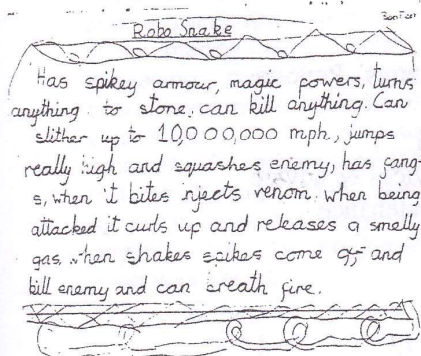 Robo Snake
Has spikey armour, magic powers, turns
anything to stone, can kill anything. Can
slither up to 10,000,000 mph, jumps
really high and squashes enemy, has fang-
s, when it bites injects venom. when being
attacked it curls up and releases a smelly
gas, when shakes spikes come off and
kill enemy and can breath fire.